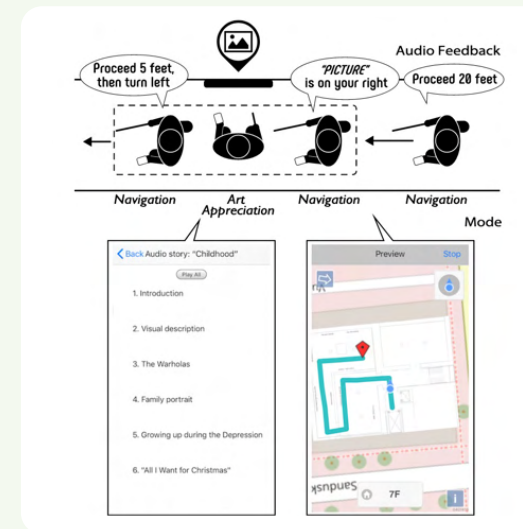 Audio Feedback
Proceed 5 feet,
then turn left
"PICTURE"
is on your right
Proceed 20 feet
Navigation
Art
Appreciation
Navigation
Navigation
Mode
Back Audio story: "Childhood"
Play All
1. Introduction
2. Visual description
3. The Warholas
4. Family portrait
5. Growing up during the Depression
6. "All I Want for Christmas"
Preview
Stop
Sandusk
7F
i